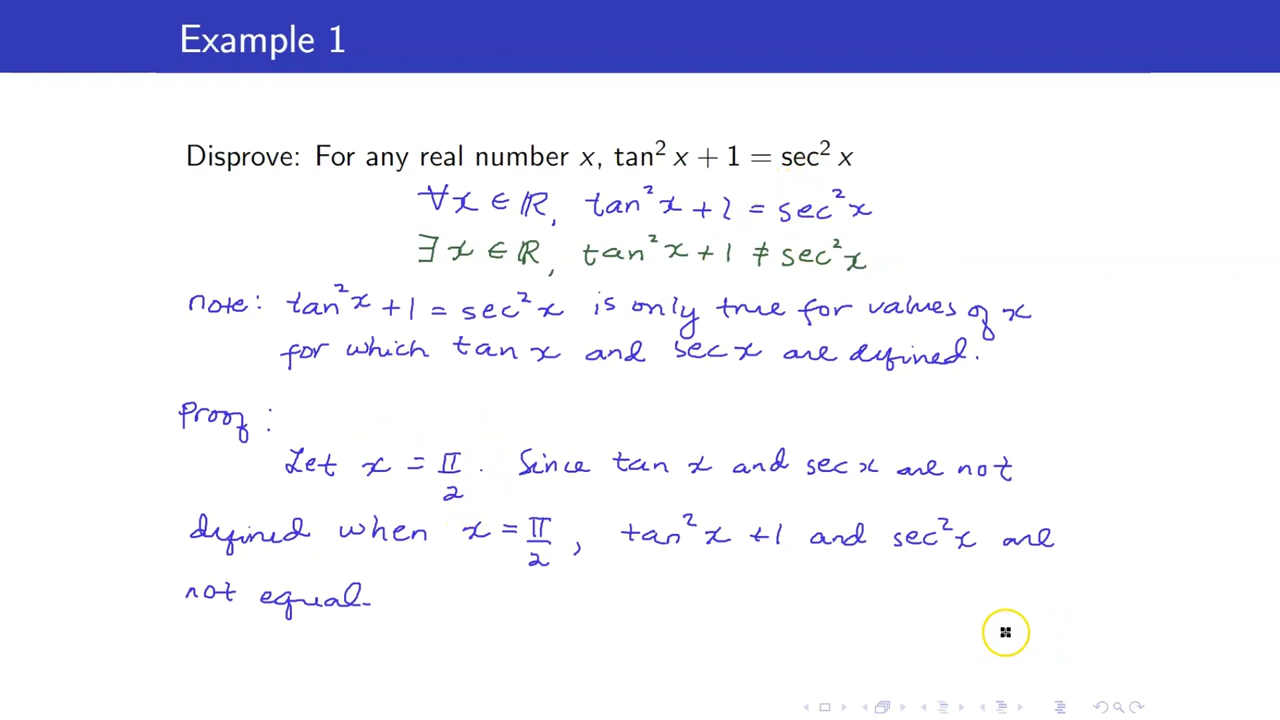 Example 1
Disprove: For any real number x, tan² x + 1 = sec² x
∀x ∈ ℝ, tan²x + 1 = sec²x
∃ x ∈ ℝ, tan²x + 1 ≠ sec²x
note: tan²x + 1 = sec²x is only true for values of x
for which tan x and sec x are defined.
Proof:
Let x = π/2. Since tan x and sec x are not
defined when x = π/2, tan²x + 1 and sec²x are
not equal.